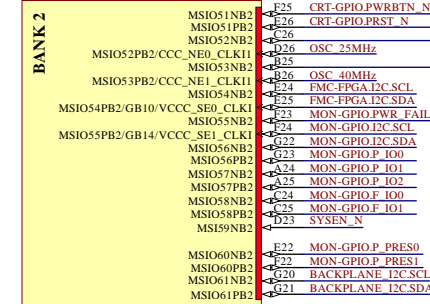 BANK 2
MSIO51NB2 F25 CRT-GPIO.PWRBTN_N
MSIO51PB2 E26 CRT-GPIO.PRST_N
MSIO52NB2 C26
MSIO52PB2/CCC_NE0_CLKI1 D26 OSC_25MHz
MSIO53NB2 B25
MSIO53PB2/CCC_NE1_CLKI1 B26 OSC_40MHz
MSIO54NB2 E24 FMC-FPGA.I2C.SCL
MSIO54PB2/GB10/VCCC_SE0_CLKI E25 FMC-FPGA.I2C.SDA
MSIO55NB2 F23 MON-GPIO.PWR_FAIL
MSIO55PB2/GB14/VCCC_SE1_CLKI F24 MON-GPIO.I2C.SCL
MSIO56NB2 G22 MON-GPIO.I2C.SDA
MSIO56PB2 G23 MON-GPIO.P_IO0
MSIO57NB2 A24 MON-GPIO.P_IO1
MSIO57PB2 A25 MON-GPIO.P_IO2
MSIO58NB2 C24 MON-GPIO.F_IO0
MSIO58PB2 C25 MON-GPIO.F_IO1
MSI59NB2 D23 SYSEN_N
MSIO60NB2 E22 MON-GPIO.P_PRES0
MSIO60PB2 F22 MON-GPIO.P_PRES1
MSIO61NB2 G20 BACKPLANE_I2C.SCL
MSIO61PB2 G21 BACKPLANE_I2C.SDA